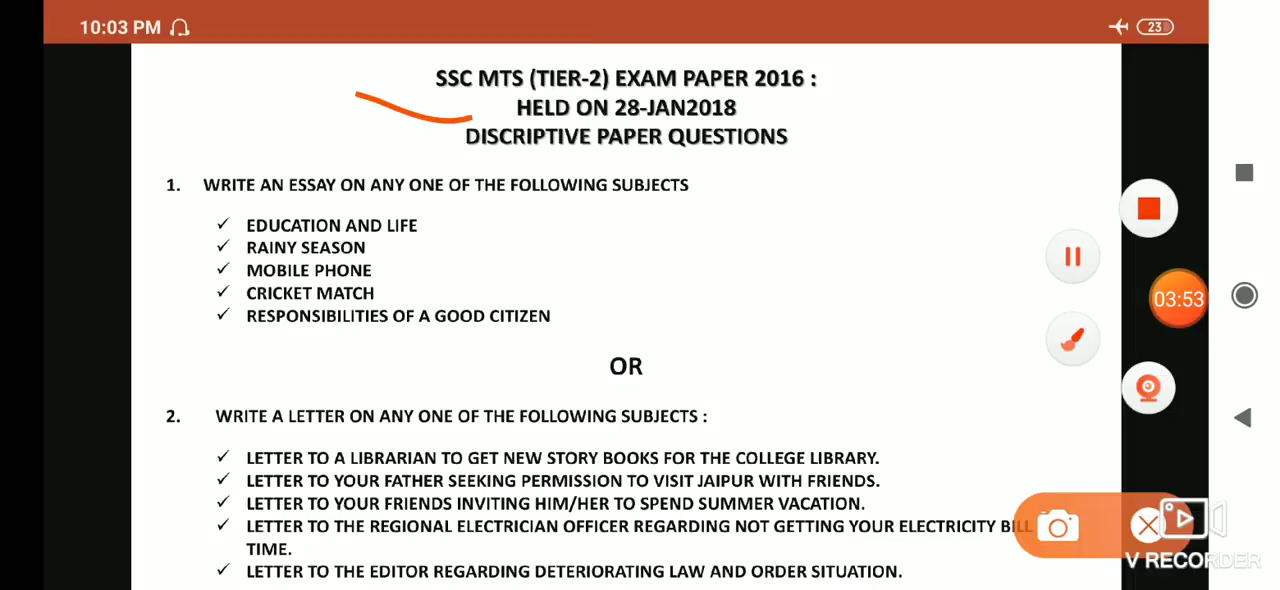 10:03 PM
23
SSC MTS (TIER-2) EXAM PAPER 2016 :
HELD ON 28-JAN2018
DISCRIPTIVE PAPER QUESTIONS
1. WRITE AN ESSAY ON ANY ONE OF THE FOLLOWING SUBJECTS
✓ EDUCATION AND LIFE
✓ RAINY SEASON
✓ MOBILE PHONE
✓ CRICKET MATCH
✓ RESPONSIBILITIES OF A GOOD CITIZEN
03:53
OR
2. WRITE A LETTER ON ANY ONE OF THE FOLLOWING SUBJECTS :
✓ LETTER TO A LIBRARIAN TO GET NEW STORY BOOKS FOR THE COLLEGE LIBRARY.
✓ LETTER TO YOUR FATHER SEEKING PERMISSION TO VISIT JAIPUR WITH FRIENDS.
✓ LETTER TO YOUR FRIENDS INVITING HIM/HER TO SPEND SUMMER VACATION.
✓ LETTER TO THE REGIONAL ELECTRICIAN OFFICER REGARDING NOT GETTING YOUR ELECTRICITY BILL
TIME.
✓ LETTER TO THE EDITOR REGARDING DETERIORATING LAW AND ORDER SITUATION.
V RECORDER